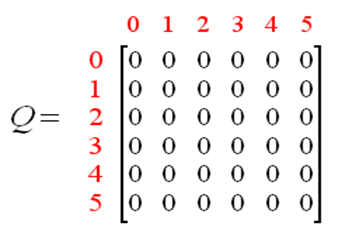 0 1 2 3 4 5
0 0 0 0 0 0 0
1 0 0 0 0 0 0
Q = 2 0 0 0 0 0 0
3 0 0 0 0 0 0
4 0 0 0 0 0 0
5 0 0 0 0 0 0